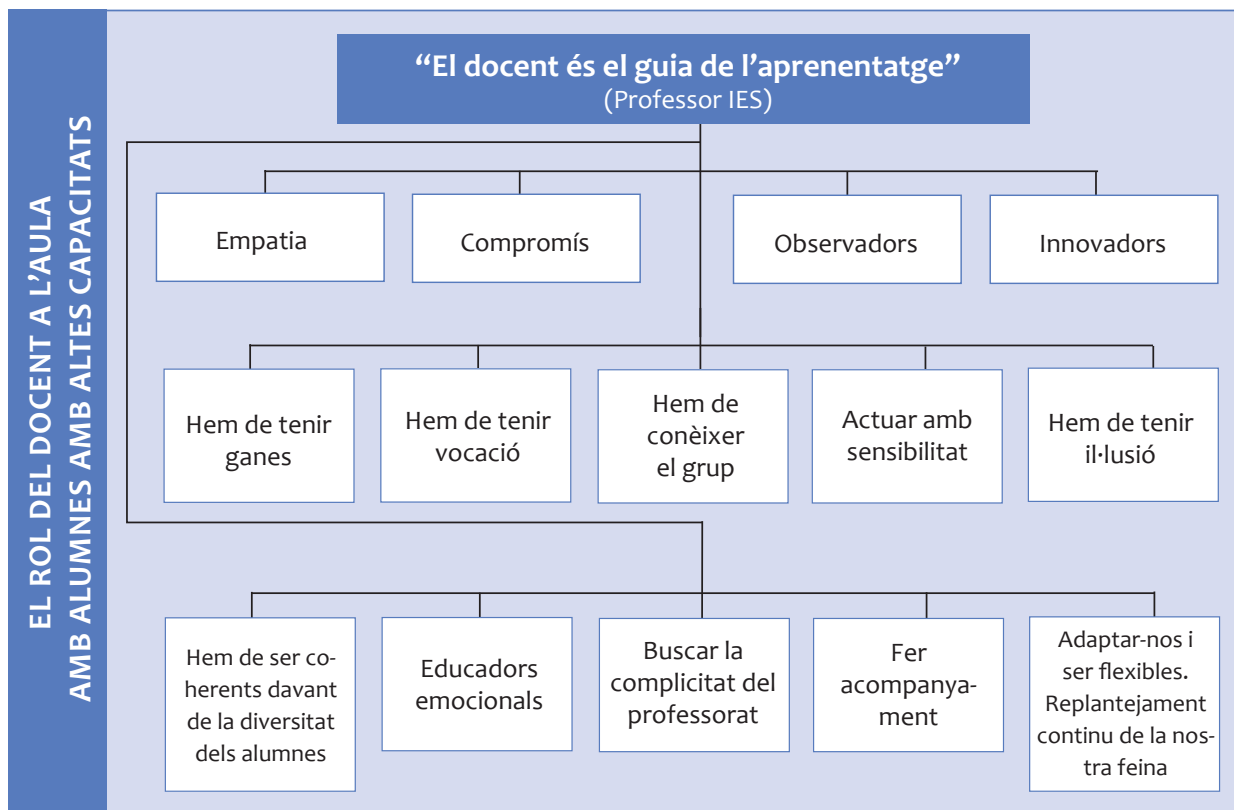 EL ROL DEL DOCENT A L’AULA
AMB ALUMNES AMB ALTES CAPACITATS
“El docent és el guia de l’aprenentatge”
(Professor IES)
Empatia
Compromís
Observadors
Innovadors
Hem de tenir
ganes
Hem de tenir
vocació
Hem de
conèixer
el grup
Actuar amb
sensibilitat
Hem de tenir
il·lusió
Hem de ser co-
herents davant
de la diversitat
dels alumnes
Educadors
emocionals
Buscar la
complicitat del
professorat
Fer
acompanya-
ment
Adaptar-nos i
ser flexibles.
Replantejament
continu de la nos-
tra feina